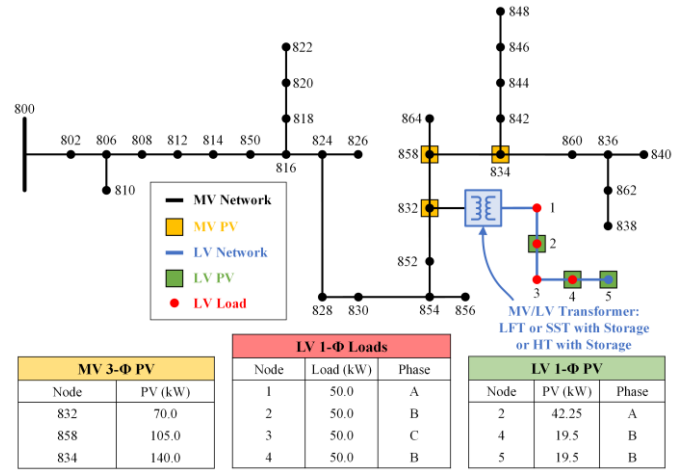 848
822
846
820
844
800
818
864
842
802 806 808 812 814 850 824 826
858
860 836 840
816
834
810
862
832
1
838
2
852
3 4 5
828 830 854 856
MV Network
MV PV
LV Network
LV PV
LV Load
MV/LV Transformer:
LFT or SST with Storage
or HT with Storage
MV 3-Φ PV
Node PV (kW)
832 70.0
858 105.0
834 140.0
LV 1-Φ Loads
Node Load (kW) Phase
1 50.0 A
2 50.0 B
3 50.0 C
4 50.0 B
LV 1-Φ PV
Node PV (kW) Phase
2 42.25 A
4 19.5 B
5 19.5 B